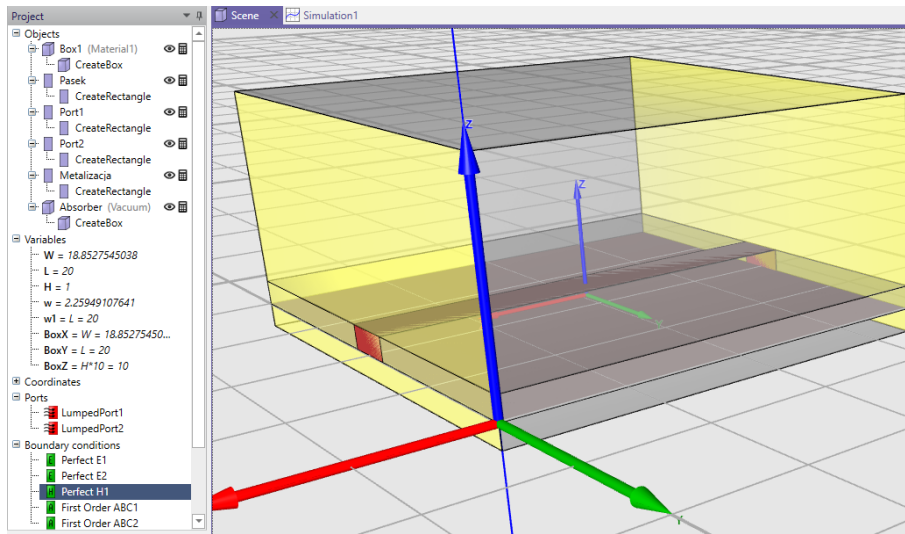 Project
Scene
Simulation1
Objects
Box1 (Material1)
CreateBox
Pasek
CreateRectangle
Port1
CreateRectangle
Port2
CreateRectangle
Metalizacja
CreateRectangle
Absorber (Vacuum)
CreateBox
Variables
W = 18.8527545038
L = 20
H = 1
w = 2.25949107641
w1 = L = 20
BoxX = W = 18.85275450...
BoxY = L = 20
BoxZ = H*10 = 10
Coordinates
Ports
LumpedPort1
LumpedPort2
Boundary conditions
Perfect E1
Perfect E2
Perfect H1
First Order ABC1
First Order ABC2
Z
Z
Y